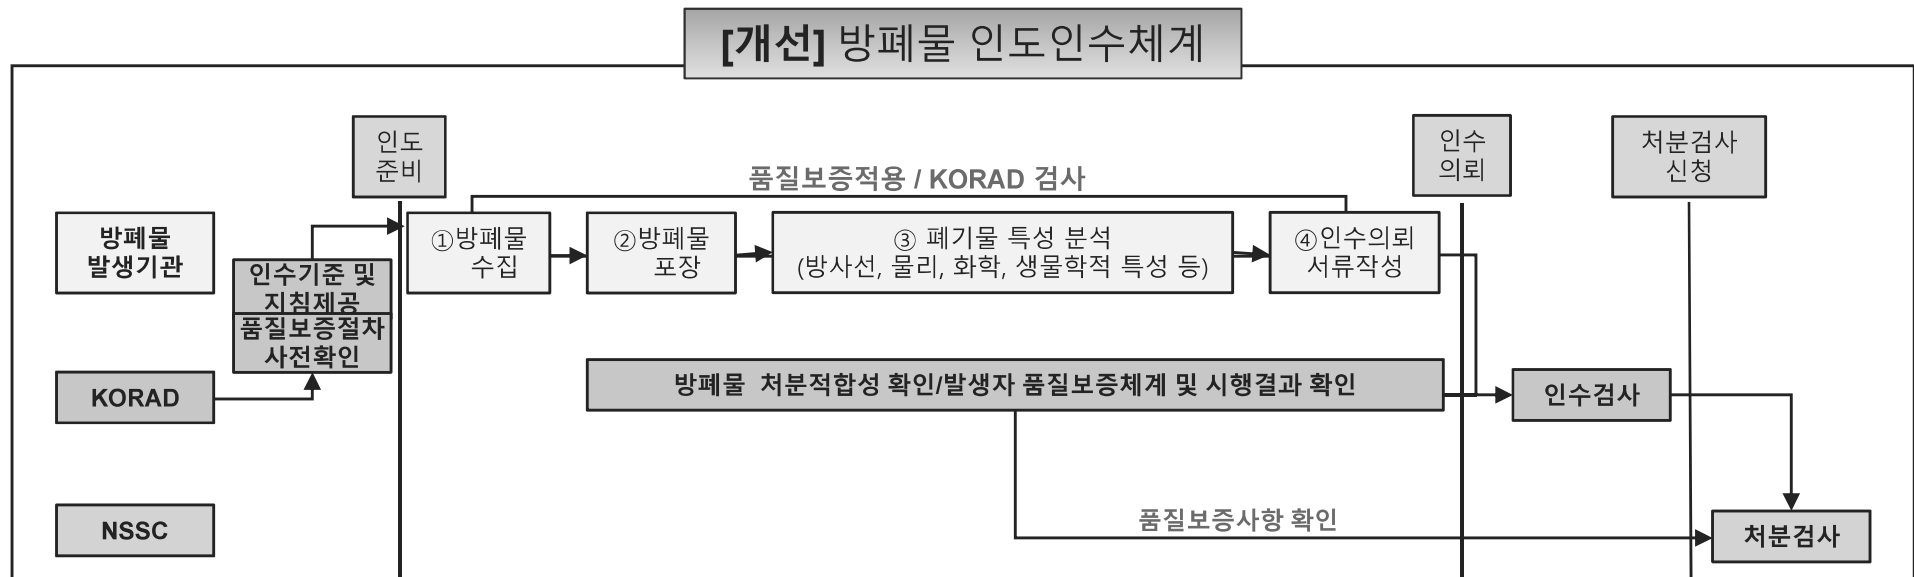 [개선] 방폐물 인도인수체계
인도
준비
인수
의뢰
처분검사
신청
품질보증적용 / KORAD 검사
방폐물
발생기관
①방폐물
수집
②방폐물
포장
③ 폐기물 특성 분석
(방사선, 물리, 화학, 생물학적 특성 등)
④인수의뢰
서류작성
인수기준 및
지침제공
품질보증절차
사전확인
KORAD
방폐물 처분적합성 확인/발생자 품질보증체계 및 시행결과 확인
인수검사
NSSC
품질보증사항 확인
처분검사